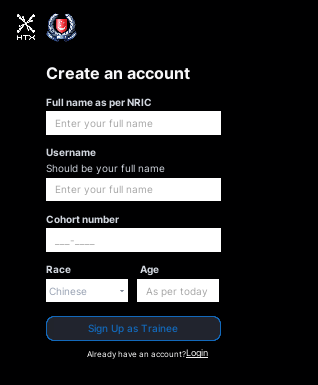 HTX
Create an account
Full name as per NRIC
Enter your full name
Username
Should be your full name
Enter your full name
Cohort number
___-____
Race Age
Chinese As per today
Sign Up as Trainee
Already have an account?Login